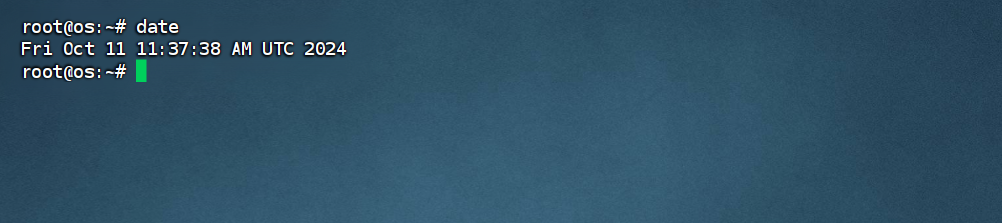 root@os:~# date
Fri Oct 11 11:37:38 AM UTC 2024
root@os:~#